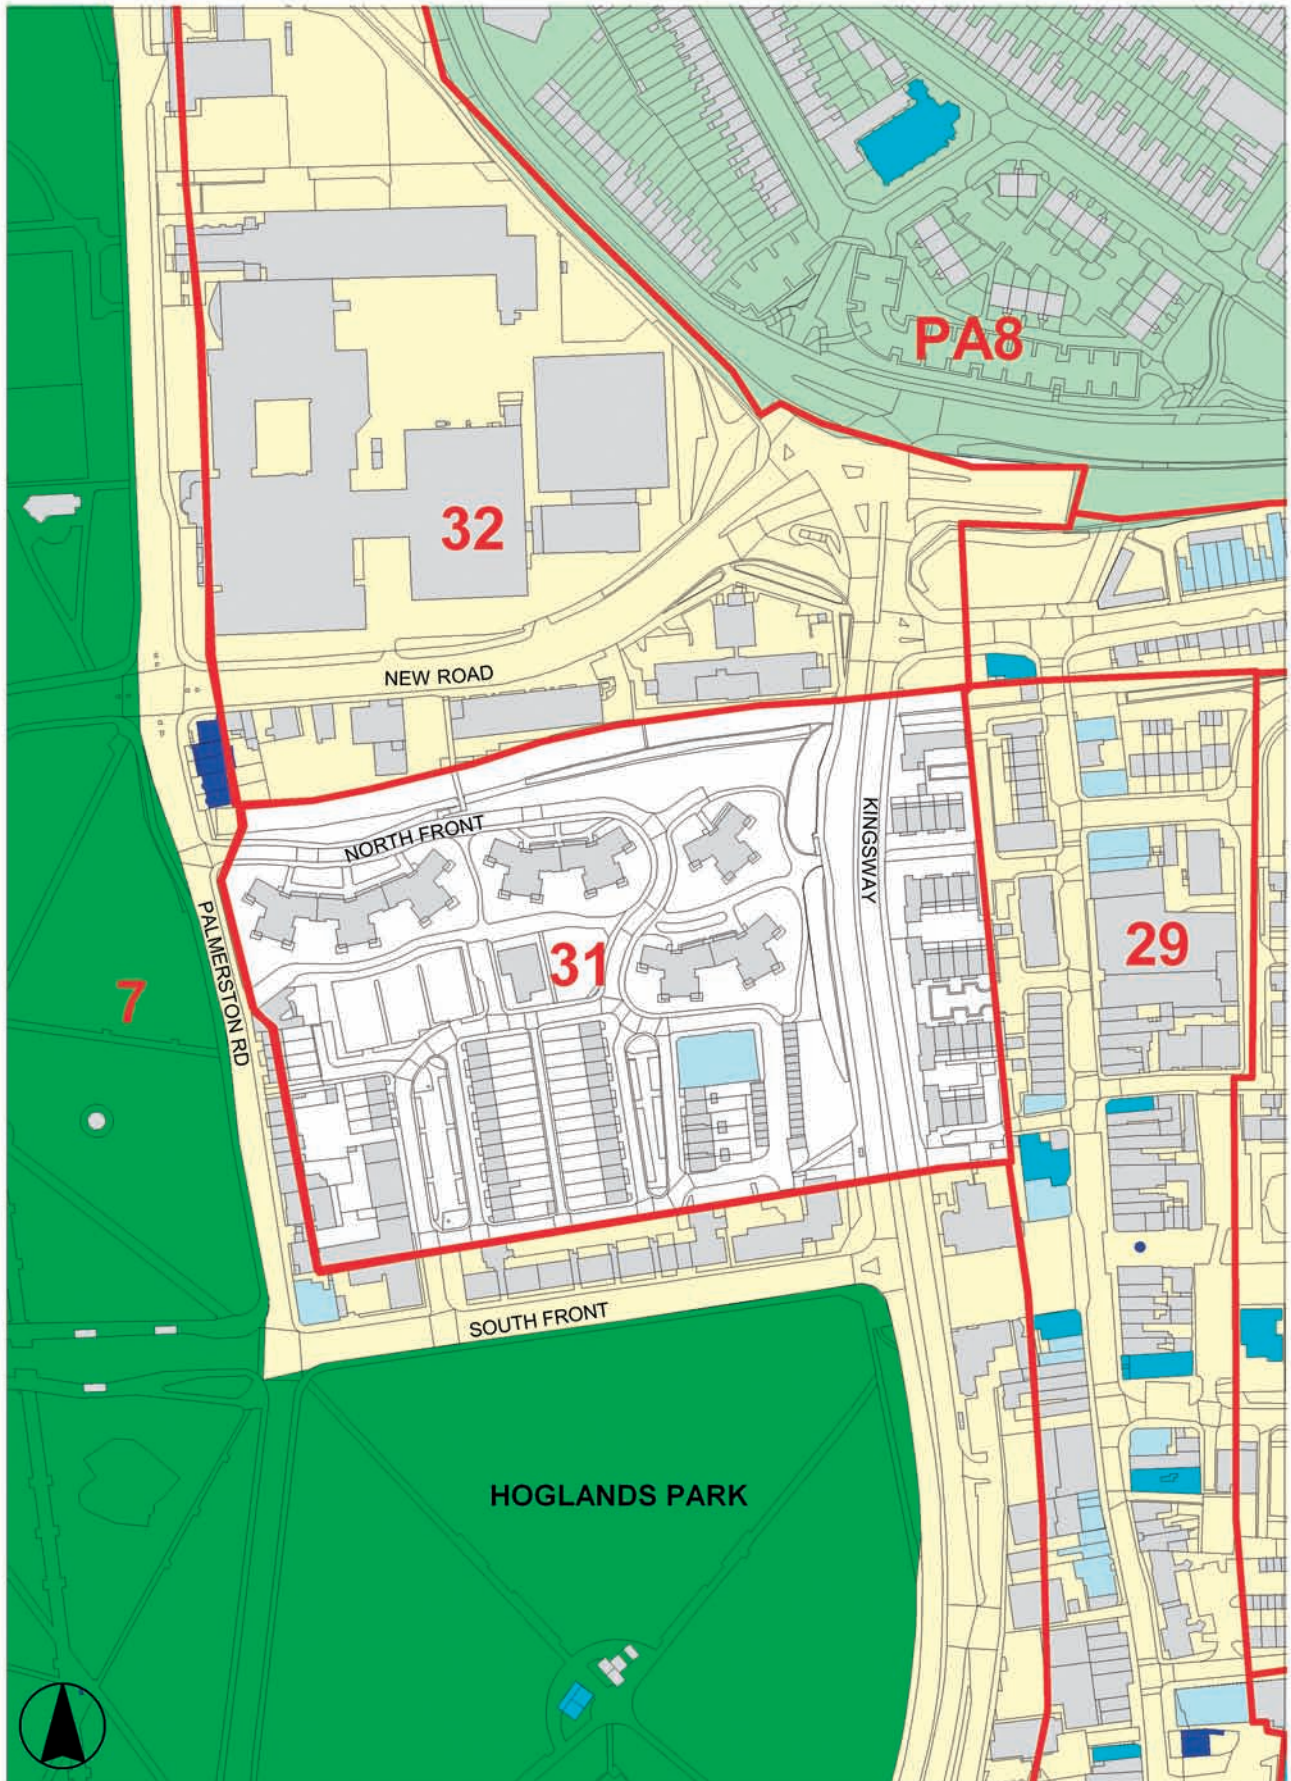 PA8
32
NEW ROAD
NORTH FRONT
KINGSWAY
PALMERSTON RD
31
29
7
SOUTH FRONT
HOGLANDS PARK